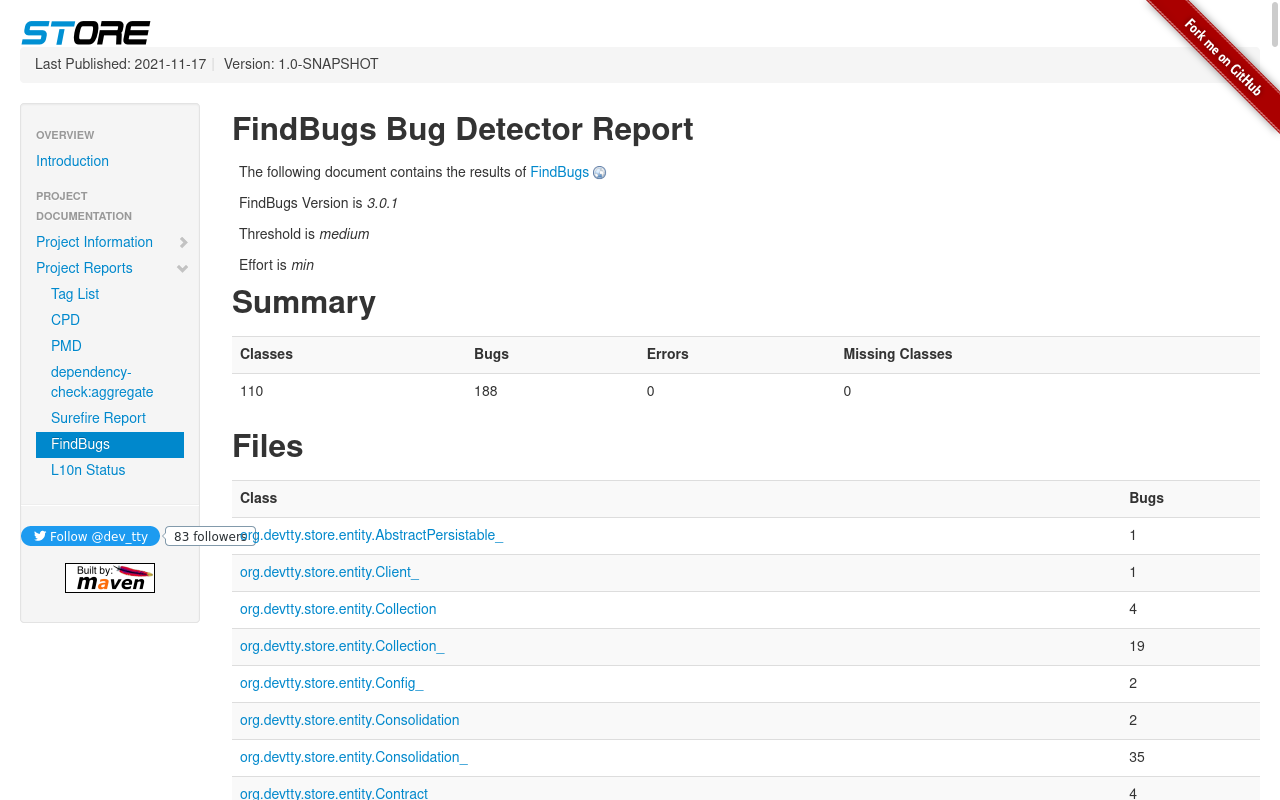 STORE
Fork me on GitHub
Last Published: 2021-11-17 | Version: 1.0-SNAPSHOT
OVERVIEW
Introduction
PROJECT
DOCUMENTATION
Project Information
Project Reports
Tag List
CPD
PMD
dependency-
check:aggregate
Surefire Report
FindBugs
L10n Status
Follow @dev_tty
83 followers
Built by:
maven
FindBugs Bug Detector Report
The following document contains the results of FindBugs
FindBugs Version is 3.0.1
Threshold is medium
Effort is min
Summary
Classes Bugs Errors Missing Classes
110 188 0 0
Files
Class Bugs
org.devtty.store.entity.AbstractPersistable_ 1
org.devtty.store.entity.Client_ 1
org.devtty.store.entity.Collection 4
org.devtty.store.entity.Collection_ 19
org.devtty.store.entity.Config_ 2
org.devtty.store.entity.Consolidation 2
org.devtty.store.entity.Consolidation_ 35
org.devtty.store.entity.Contract 4